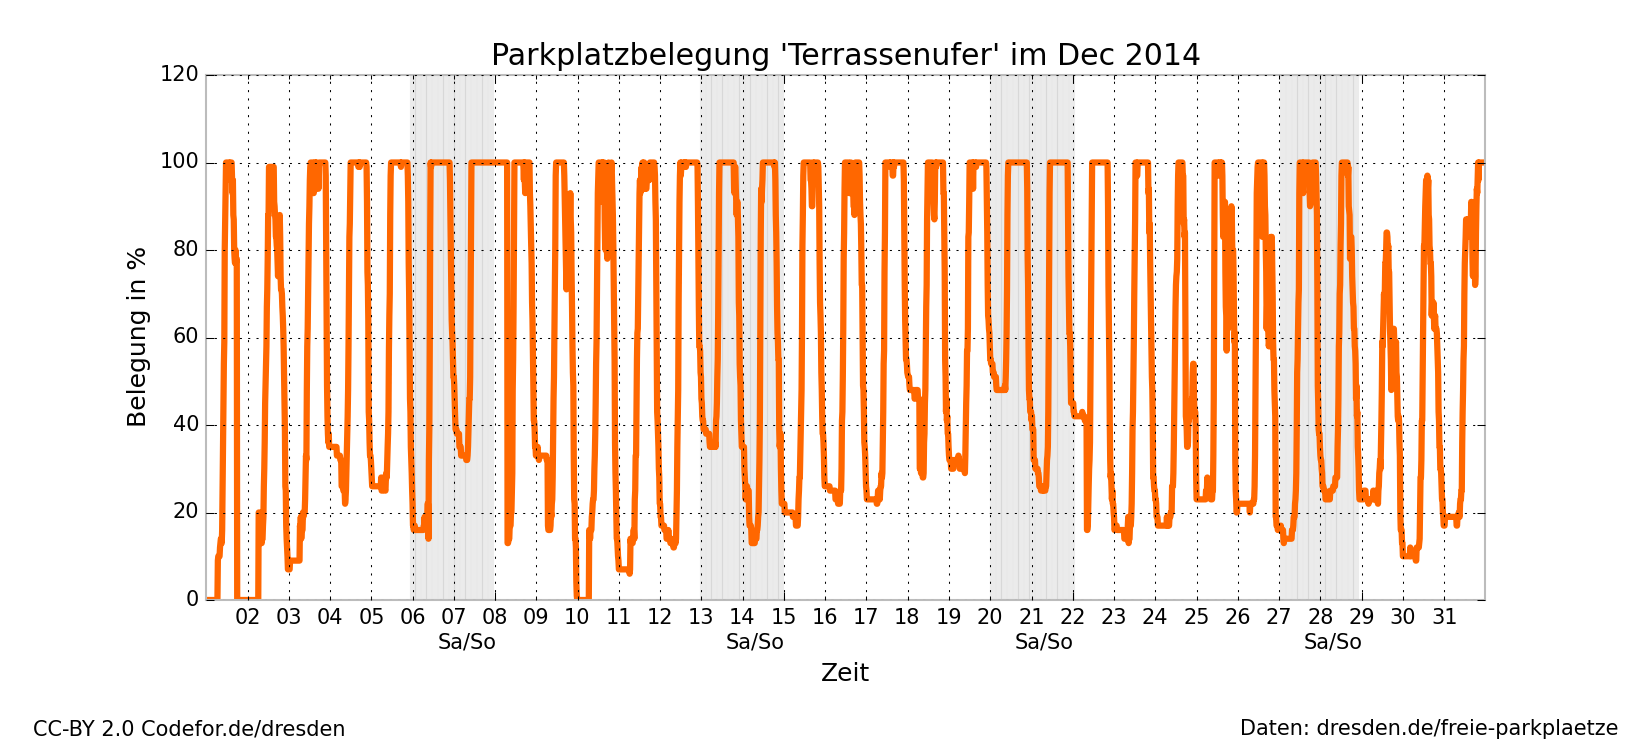 Parkplatzbelegung 'Terrassenufer' im Dec 2014
120
100
80
60
40
20
0
Belegung in %
02 03 04 05 06 07 08 09 10 11 12 13 14 15 16 17 18 19 20 21 22 23 24 25 26 27 28 29 30 31
Sa/So Sa/So Sa/So Sa/So
Zeit
CC-BY 2.0 Codefor.de/dresden
Daten: dresden.de/freie-parkplaetze